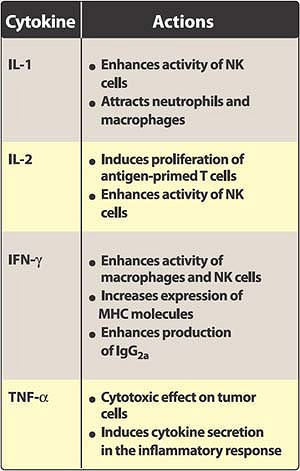 Cytokine Actions
IL-1
• Enhances activity of NK
cells
• Attracts neutrophils and
macrophages
IL-2
• Induces proliferation of
antigen-primed T cells
• Enhances activity of NK
cells
IFN-γ
• Enhances activity of
macrophages and NK cells
• Increases expression of
MHC molecules
• Enhances production
of IgG2a
TNF-α
• Cytotoxic effect on tumor
cells
• Induces cytokine secretion
in the inflammatory response